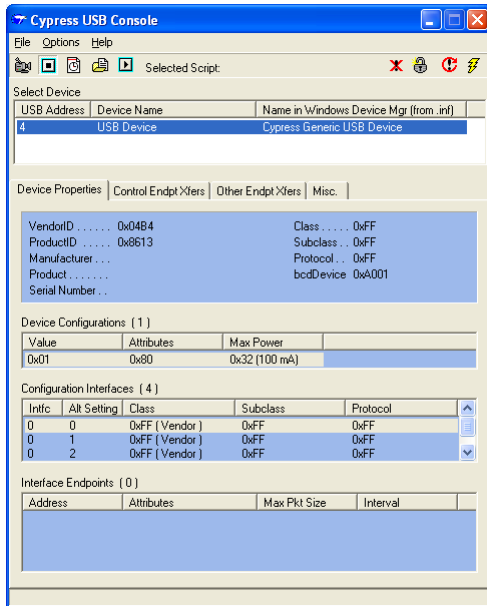 Cypress USB Console
File Options Help
Selected Script:
Select Device
USB Address Device Name Name in Windows Device Mgr (from .inf)
4 USB Device Cypress Generic USB Device
Device Properties Control Endpt Xfers Other Endpt Xfers Misc.
VendorID . . . . . . 0x04B4 Class . . . . . 0xFF
ProductID . . . . . 0x8613 Subclass . . 0xFF
Manufacturer . . . Protocol . . 0xFF
Product . . . . . . . bcdDevice 0xA001
Serial Number . .
Device Configurations ( 1 )
Value Attributes Max Power
0x01 0x80 0x32 (100 mA)
Configuration Interfaces ( 4 )
Intfc Alt Setting Class Subclass Protocol
0 0 0xFF ( Vendor ) 0xFF 0xFF
0 1 0xFF ( Vendor ) 0xFF 0xFF
0 2 0xFF ( Vendor ) 0xFF 0xFF
Interface Endpoints ( 0 )
Address Attributes Max Pkt Size Interval